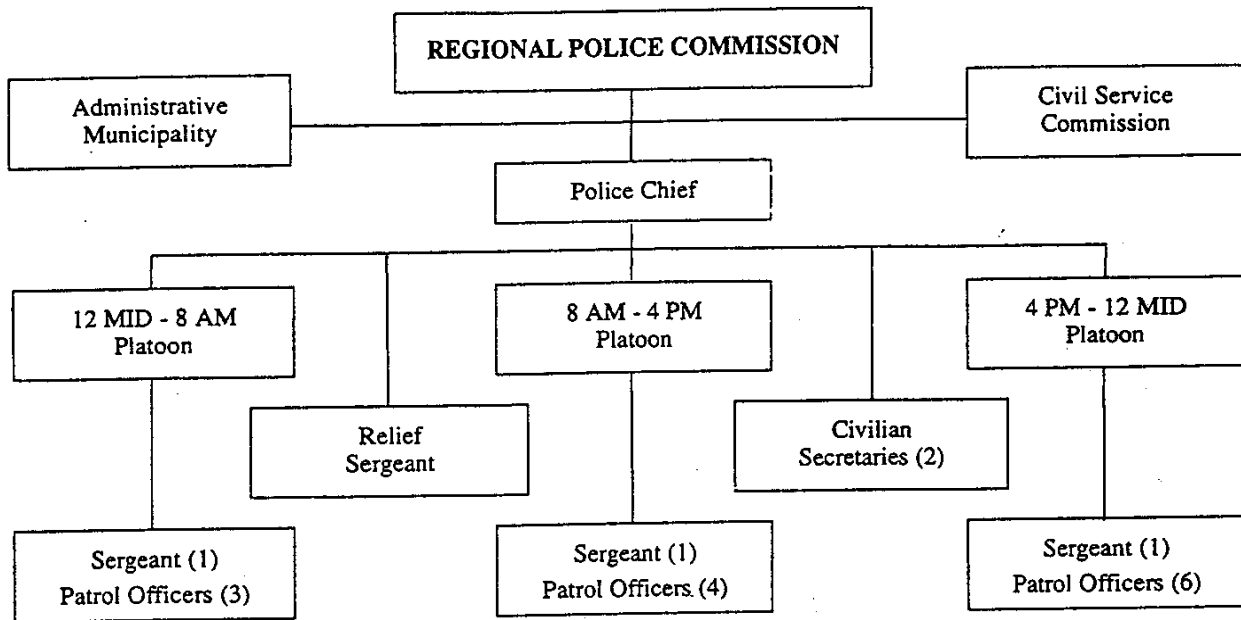 REGIONAL POLICE COMMISSION
Administrative
Municipality
Civil Service
Commission
Police Chief
12 MID - 8 AM
Platoon
8 AM - 4 PM
Platoon
4 PM - 12 MID
Platoon
Relief
Sergeant
Civilian
Secretaries (2)
Sergeant (1)
Patrol Officers (3)
Sergeant (1)
Patrol Officers (4)
Sergeant (1)
Patrol Officers (6)